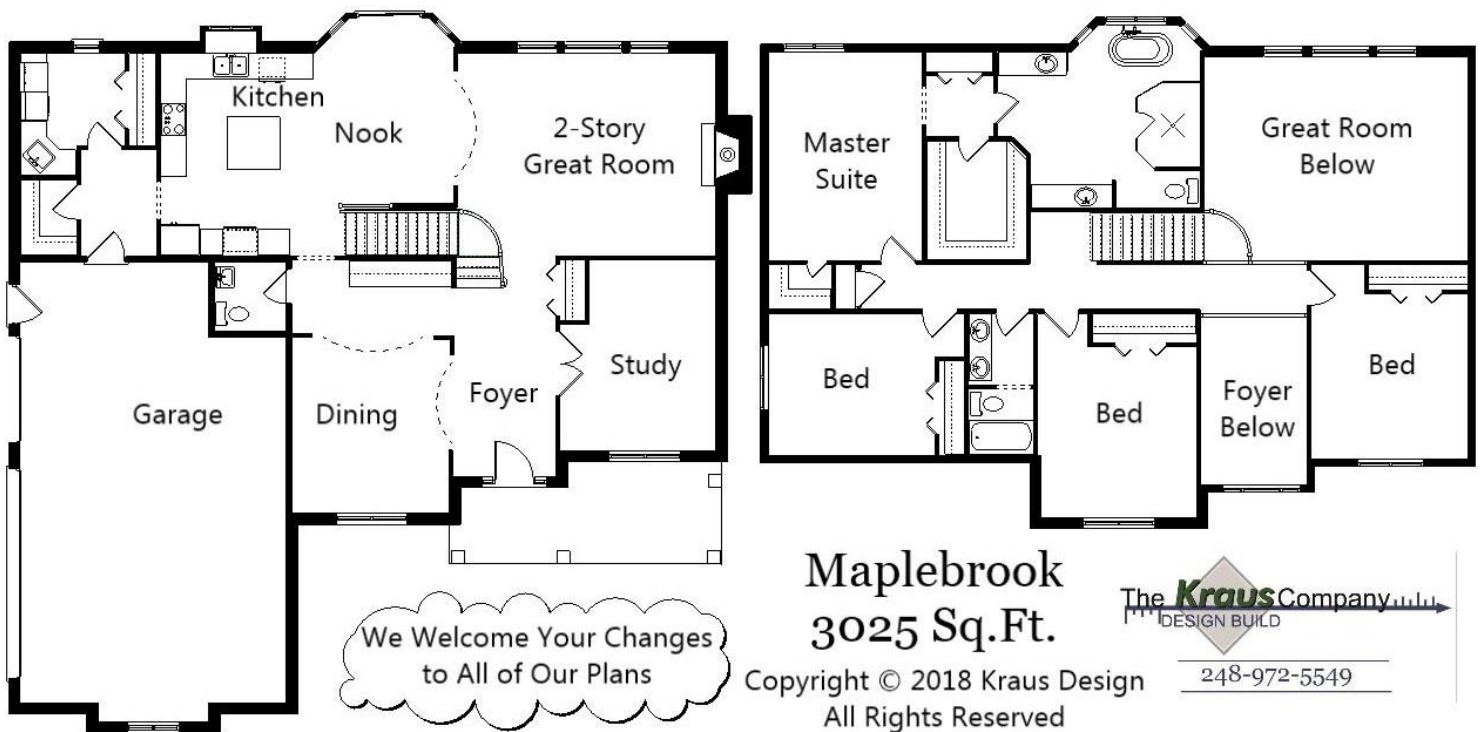 Kitchen
Nook
2-Story
Great Room
Garage
Dining
Foyer
Study
Master
Suite
Great Room
Below
Bed
Bed
Foyer
Below
Bed
We Welcome Your Changes
to All of Our Plans
Maplebrook
3025 Sq.Ft.
Copyright © 2018 Kraus Design
All Rights Reserved
The Kraus Company
DESIGN BUILD
248-972-5549